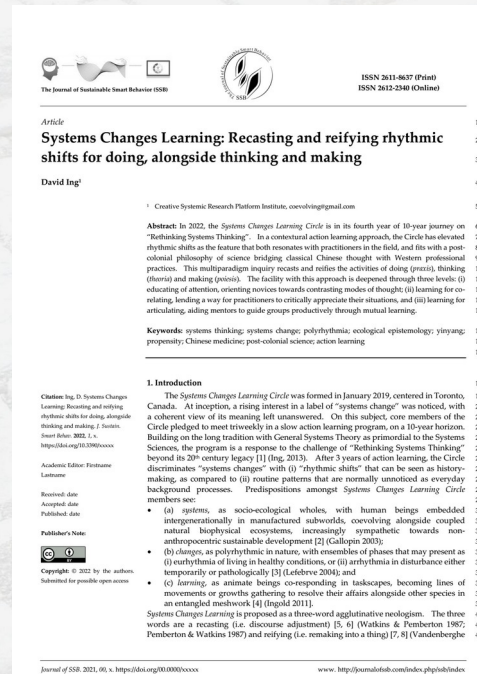 The Journal of Sustainable Smart Behavior (SSB)
SSB
ISSN 2611-8637 (Print)
ISSN 2612-2340 (Online)
Article
Systems Changes Learning: Recasting and reifying rhythmic
shifts for doing, alongside thinking and making
David Ing¹
¹ Creative Systemic Research Platform Institute, coevolving@gmail.com
Abstract: In 2022, the Systems Changes Learning Circle is in its fourth year of 10-year journey on
"Rethinking Systems Thinking". In a contextural action learning approach, the Circle has elevated
rhythmic shifts as the feature that both resonates with practitioners in the field, and fits with a post-
colonial philosophy of science bridging classical Chinese thought with Western professional
practices. This multiparadigm inquiry recasts and reifies the activities of doing (praxis), thinking
(theoria) and making (poiesis). The facility with this approach is deepened through three levels: (i)
educating of attention, orienting novices towards contrasting modes of thought; (ii) learning for co-
relating, lending a way for practitioners to critically appreciate their situations, and (iii) learning for
articulating, aiding mentors to guide groups productively through mutual learning.
Keywords: systems thinking; systems change; polyrhythmia; ecological epistemology; yinyang;
propensity; Chinese medicine; post-colonial science; action learning
1. Introduction
The Systems Changes Learning Circle was formed in January 2019, centered in Toronto,
Canada. At inception, a rising interest in a label of "systems change" was noticed, with
a coherent view of its meaning left unanswered. On this subject, core members of the
Circle pledged to meet triweekly in a slow action learning program, on a 10-year horizon.
Building on the long tradition with General Systems Theory as primordial to the Systems
Sciences, the program is a response to the challenge of "Rethinking Systems Thinking"
beyond its 20th century legacy [1] (Ing, 2013). After 3 years of action learning, the Circle
discriminates "systems changes" with (i) "rhythmic shifts" that can be seen as history-
making, as compared to (ii) routine patterns that are normally unnoticed as everyday
background processes. Predispositions amongst Systems Changes Learning Circle
members see:
• (a) systems, as socio-ecological wholes, with human beings embedded
intergenerationally in manufactured subworlds, coevolving alongside coupled
natural biophysical ecosystems, increasingly sympathetic towards non-
anthropocentric sustainable development [2] (Gallopin 2003);
• (b) changes, as polyrhythmic in nature, with ensembles of phases that may present as
(i) eurhythmia of living in healthy conditions, or (ii) arrhythmia in disturbance either
temporarily or pathologically [3] (Lefebrve 2004); and
• (c) learning, as animate beings co-responding in taskscapes, becoming lines of
movements or growths gathering to resolve their affairs alongside other species in
an entangled meshwork [4] (Ingold 2011).
Systems Changes Learning is proposed as a three-word agglutinative neologism. The three
words are a recasting (i.e. discourse adjustment) [5, 6] (Watkins & Pemberton 1987;
Pemberton & Watkins 1987) and reifying (i.e. remaking into a thing) [7, 8] (Vandenberghe
Citation: Ing, D. Systems Changes
Learning: Recasting and reifying
rhythmic shifts for doing, alongside
thinking and making. J. Sustain.
Smart Behav. 2022, 1, x.
https://doi.org/10.3390/xxxxx
Academic Editor: Firstname
Lastname
Received: date
Accepted: date
Published: date
Publisher's Note:
cc
BY
Copyright: © 2022 by the authors.
Submitted for possible open access
Journal of SSB. 2021, 00, x. https://doi.org/00.0000/xxxxx
www. http://journalofssb.com/index.php/ssb/index